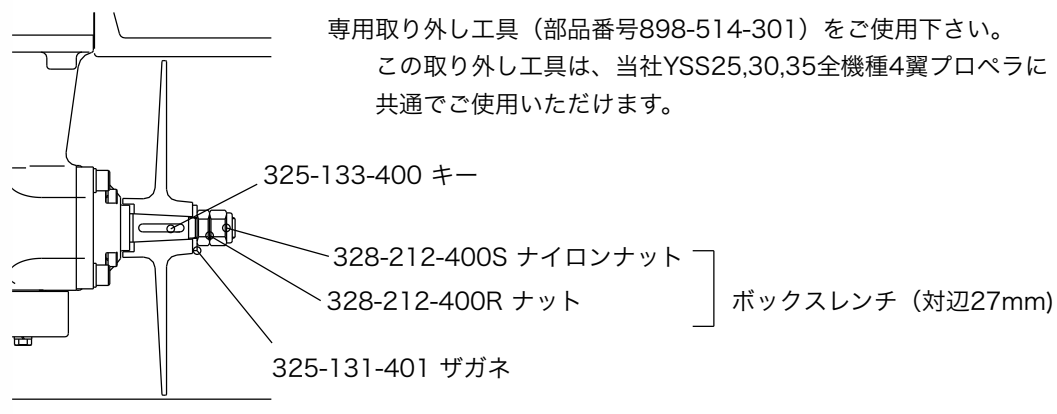 専用取り外し工具（部品番号898-514-301）をご使用下さい。
この取り外し工具は、当社YSS25,30,35全機種4翼プロペラに
共通でご使用いただけます。
325-133-400 キー
328-212-400S ナイロンナット
328-212-400R ナット
ボックスレンチ（対辺27mm)
325-131-401 ザガネ